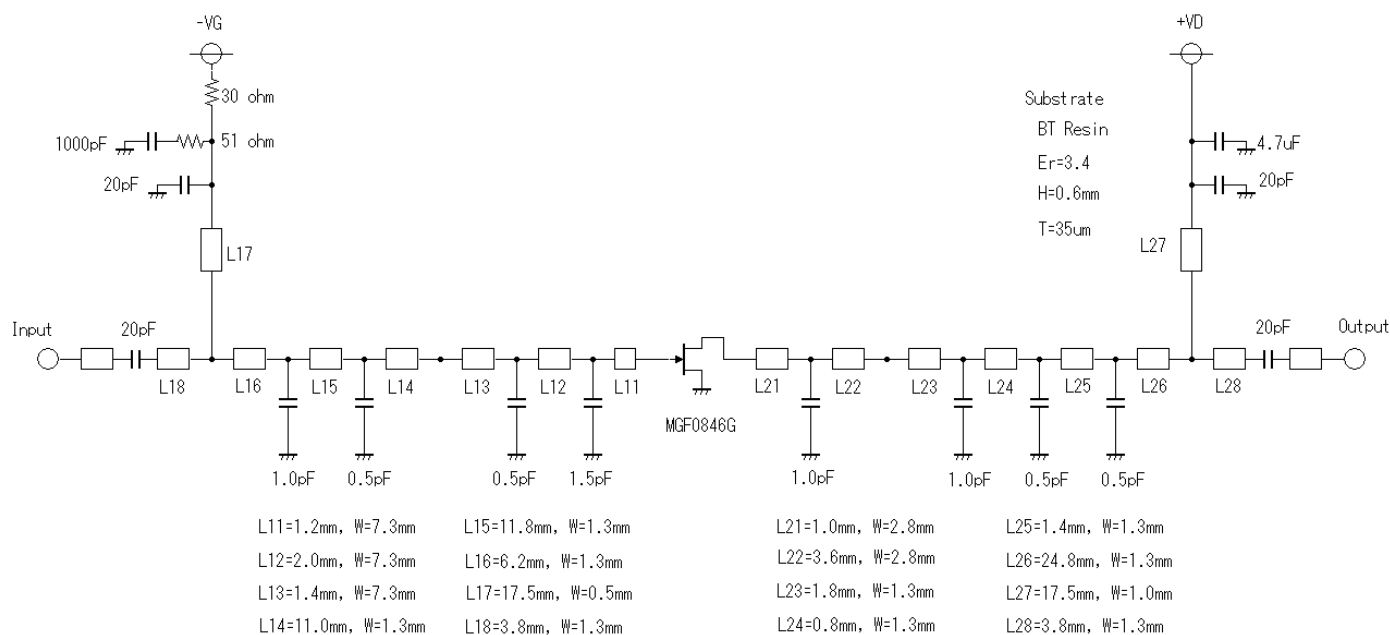 -VG
+VD
30 ohm
Substrate
1000pF
51 ohm
BT Resin
4.7uF
Er=3.4
20pF
20pF
H=0.6mm
T=35um
L17
L27
Input
20pF
20pF
Output
L18
L16
L15
L14
L13
L12
L11
L21
L22
L23
L24
L25
L26
L28
MGF0846G
1.0pF
0.5pF
0.5pF
1.5pF
1.0pF
1.0pF
0.5pF
0.5pF
L11=1.2mm, W=7.3mm
L12=2.0mm, W=7.3mm
L13=1.4mm, W=7.3mm
L14=11.0mm, W=1.3mm
L15=11.8mm, W=1.3mm
L16=6.2mm, W=1.3mm
L17=17.5mm, W=0.5mm
L18=3.8mm, W=1.3mm
L21=1.0mm, W=2.8mm
L22=3.6mm, W=2.8mm
L23=1.8mm, W=1.3mm
L24=0.8mm, W=1.3mm
L25=1.4mm, W=1.3mm
L26=24.8mm, W=1.3mm
L27=17.5mm, W=1.0mm
L28=3.8mm, W=1.3mm